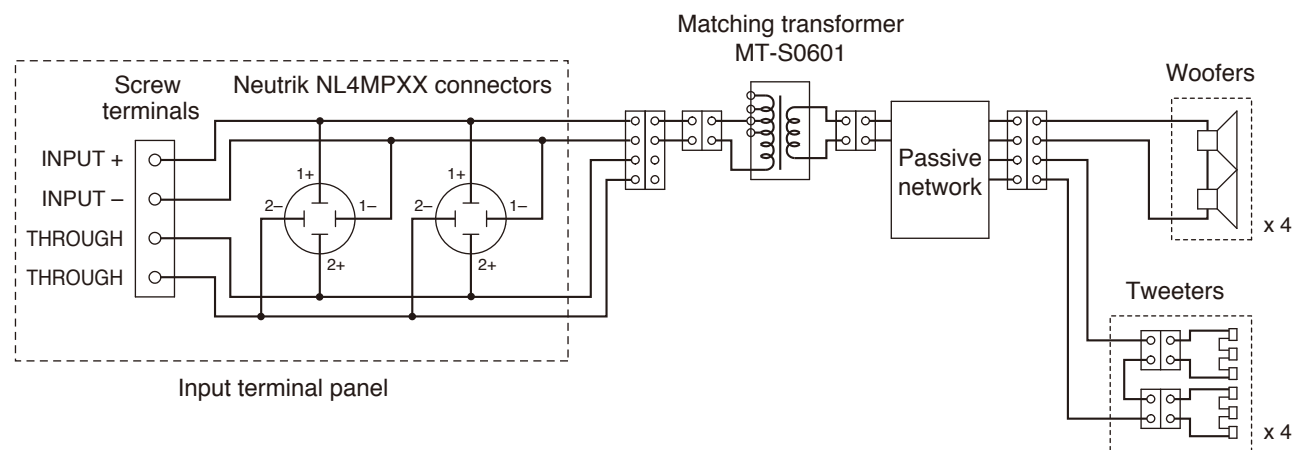 Matching transformer
MT-S0601
Screw
terminals
Neutrik NL4MPXX connectors
Woofers
INPUT +
INPUT –
THROUGH
THROUGH
1+
2–
1–
2+
1+
2–
1–
2+
Passive
network
x 4
Tweeters
x 4
Input terminal panel